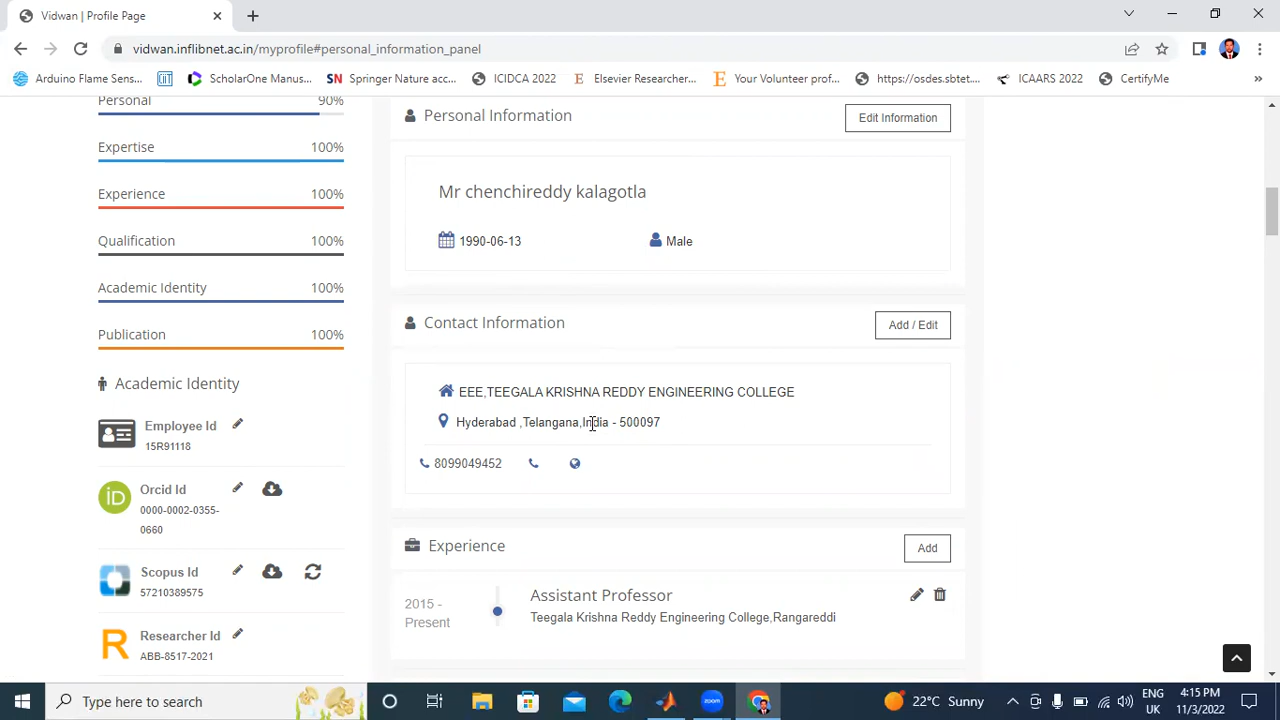 Vidwan | Profile Page
vidwan.inflibnet.ac.in/myprofile#personal_information_panel
Arduino Flame Sens...
ScholarOne Manus...
SN Springer Nature acc...
ICIDCA 2022
E Elsevier Researcher...
E Your Volunteer prof...
https://osdes.sbtet....
ICAARS 2022
CertifyMe
»
Personal 90%
Expertise 100%
Experience 100%
Qualification 100%
Academic Identity 100%
Publication 100%
Academic Identity
Employee Id
15R91118
iD
Orcid Id
0000-0002-0355-
0660
Scopus Id
57210389575
R
Researcher Id
ABB-8517-2021
Personal Information
Edit Information
Mr chenchireddy kalagotla
1990-06-13
Male
Contact Information
Add / Edit
EEE,TEEGALA KRISHNA REDDY ENGINEERING COLLEGE
Hyderabad ,Telangana,India - 500097
8099049452
Experience
Add
2015 -
Present
Assistant Professor
Teegala Krishna Reddy Engineering College,Rangareddi
Type here to search
zoom
22°C Sunny
ENG
UK
4:15 PM
11/3/2022